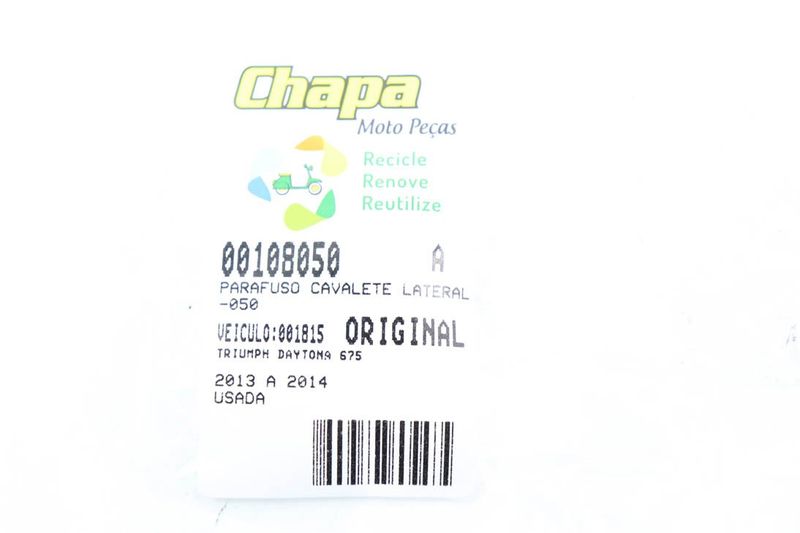 Chapa
Moto Peças
Recicle
Renove
Reutilize
00108050 A
PARAFUSO CAVALETE LATERAL
-050
VEICULO:001815 ORIGINAL
TRIUMPH DAYTONA 675
2013 A 2014
USADA